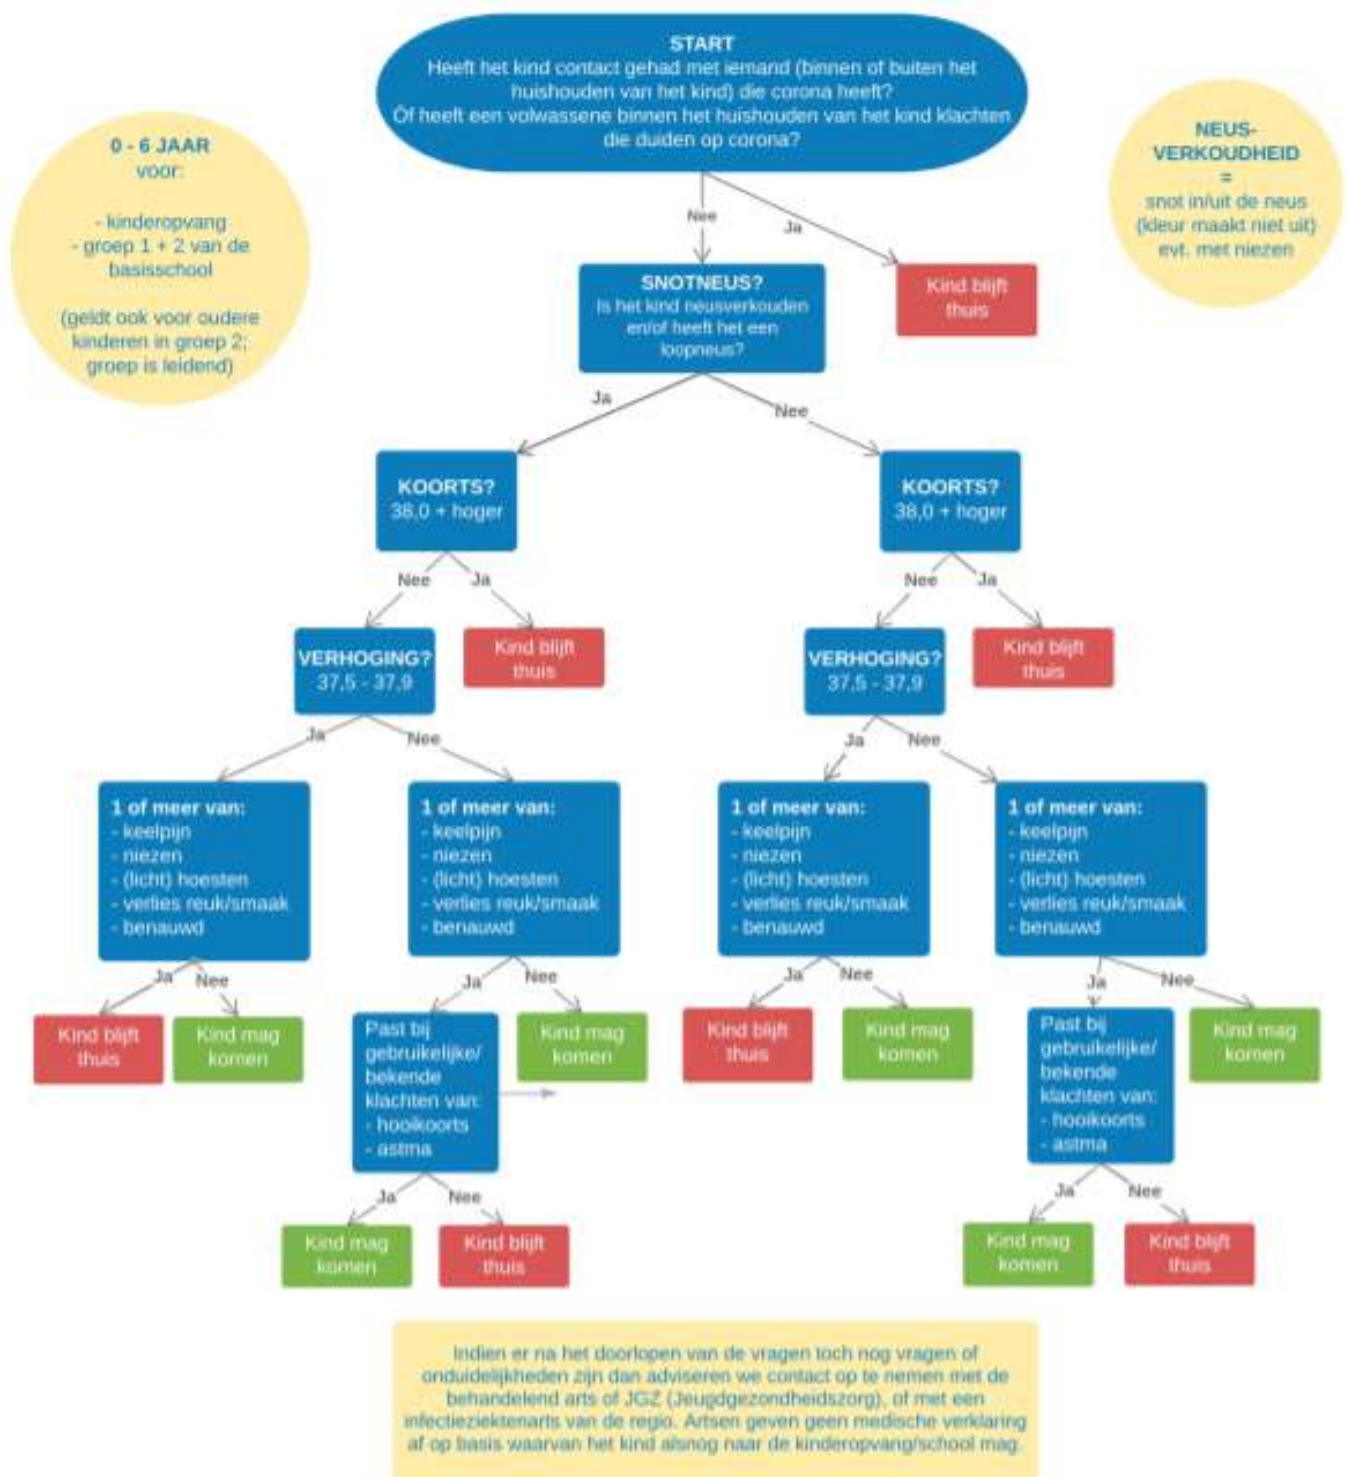 START
Heeft het kind contact gehad met iemand (binnen of buiten het
huishouden van het kind) die corona heeft?
Óf heeft een volwassene binnen het huishouden van het kind klachten
die duiden op corona?
0 - 6 JAAR
voor:
- kinderopvang
- groep 1 + 2 van de
basisschool
(geldt ook voor oudere
kinderen in groep 2;
groep is leidend)
NEUS-
VERKOUDHEID
=
snot in/uit de neus
(kleur maakt niet uit)
evt. met niezen
Nee
Ja
SNOTNEUS?
Is het kind neusverkouden
en/of heeft het een
loopneus?
Kind blijft
thuis
Ja
Nee
KOORTS?
38,0 + hoger
KOORTS?
38,0 + hoger
Nee
Ja
Nee
Ja
VERHOGING?
37,5 - 37,9
Kind blijft
thuis
VERHOGING?
37,5 - 37,9
Kind blijft
thuis
Ja
Nee
Ja
Nee
1 of meer van:
- keelpijn
- niezen
- (licht) hoesten
- verlies reuk/smaak
- benauwd
1 of meer van:
- keelpijn
- niezen
- (licht) hoesten
- verlies reuk/smaak
- benauwd
1 of meer van:
- keelpijn
- niezen
- (licht) hoesten
- verlies reuk/smaak
- benauwd
1 of meer van:
- keelpijn
- niezen
- (licht) hoesten
- verlies reuk/smaak
- benauwd
Ja
Nee
Ja
Nee
Ja
Nee
Ja
Nee
Kind blijft
thuis
Kind mag
komen
Past bij
gebruikelijke/
bekende
klachten van:
- hooikoorts
- astma
Kind mag
komen
Kind blijft
thuis
Kind mag
komen
Past bij
gebruikelijke/
bekende
klachten van:
- hooikoorts
- astma
Kind mag
komen
Ja
Nee
Ja
Nee
Kind mag
komen
Kind blijft
thuis
Kind mag
komen
Kind blijft
thuis
Indien er na het doorlopen van de vragen toch nog vragen of
onduidelijkheden zijn dan adviseren we contact op te nemen met de
behandelend arts of JGZ (Jeugdgezondheidszorg), of met een
infectieziektenarts van de regio. Artsen geven geen medische verklaring
af op basis waarvan het kind alsnog naar de kinderopvang/school mag.